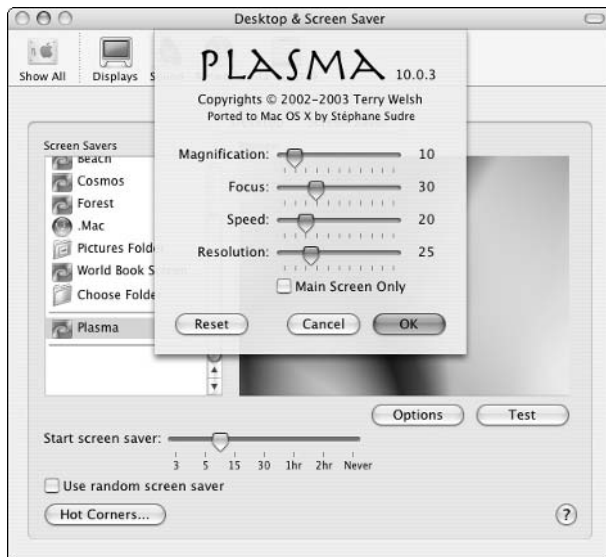 Desktop & Screen Saver
Show All
Displays
PLASMA 10.0.3
Copyrights © 2002-2003 Terry Welsh
Ported to Mac OS X by Stéphane Sudre
Magnification: 10
Focus: 30
Speed: 20
Resolution: 25
Main Screen Only
Reset
Cancel
OK
Screen Savers
Beach
Cosmos
Forest
.Mac
Pictures Folde
World Book S
Choose Folde
Plasma
Options
Test
Start screen saver:
3 5 15 30 1hr 2hr Never
Use random screen saver
Hot Corners...
?